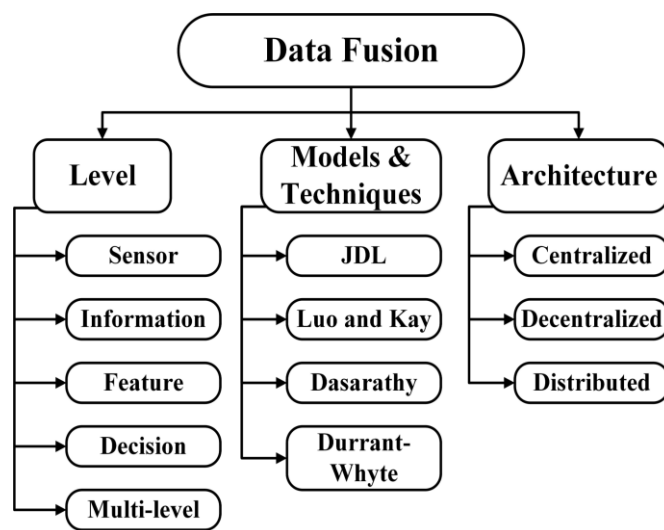 Data Fusion
Level
Sensor
Information
Feature
Decision
Multi-level
Models &
Techniques
JDL
Luo and Kay
Dasarathy
Durrant-
Whyte
Architecture
Centralized
Decentralized
Distributed